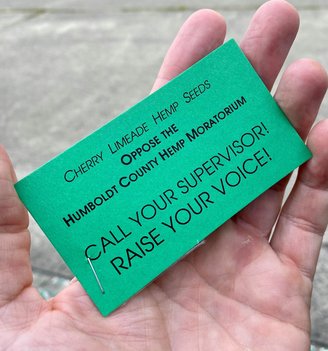 Cherry Limeade Hemp Seeds
Oppose the
Humboldt County Hemp Moratorium
CALL YOUR SUPERVISOR!
RAISE YOUR VOICE!